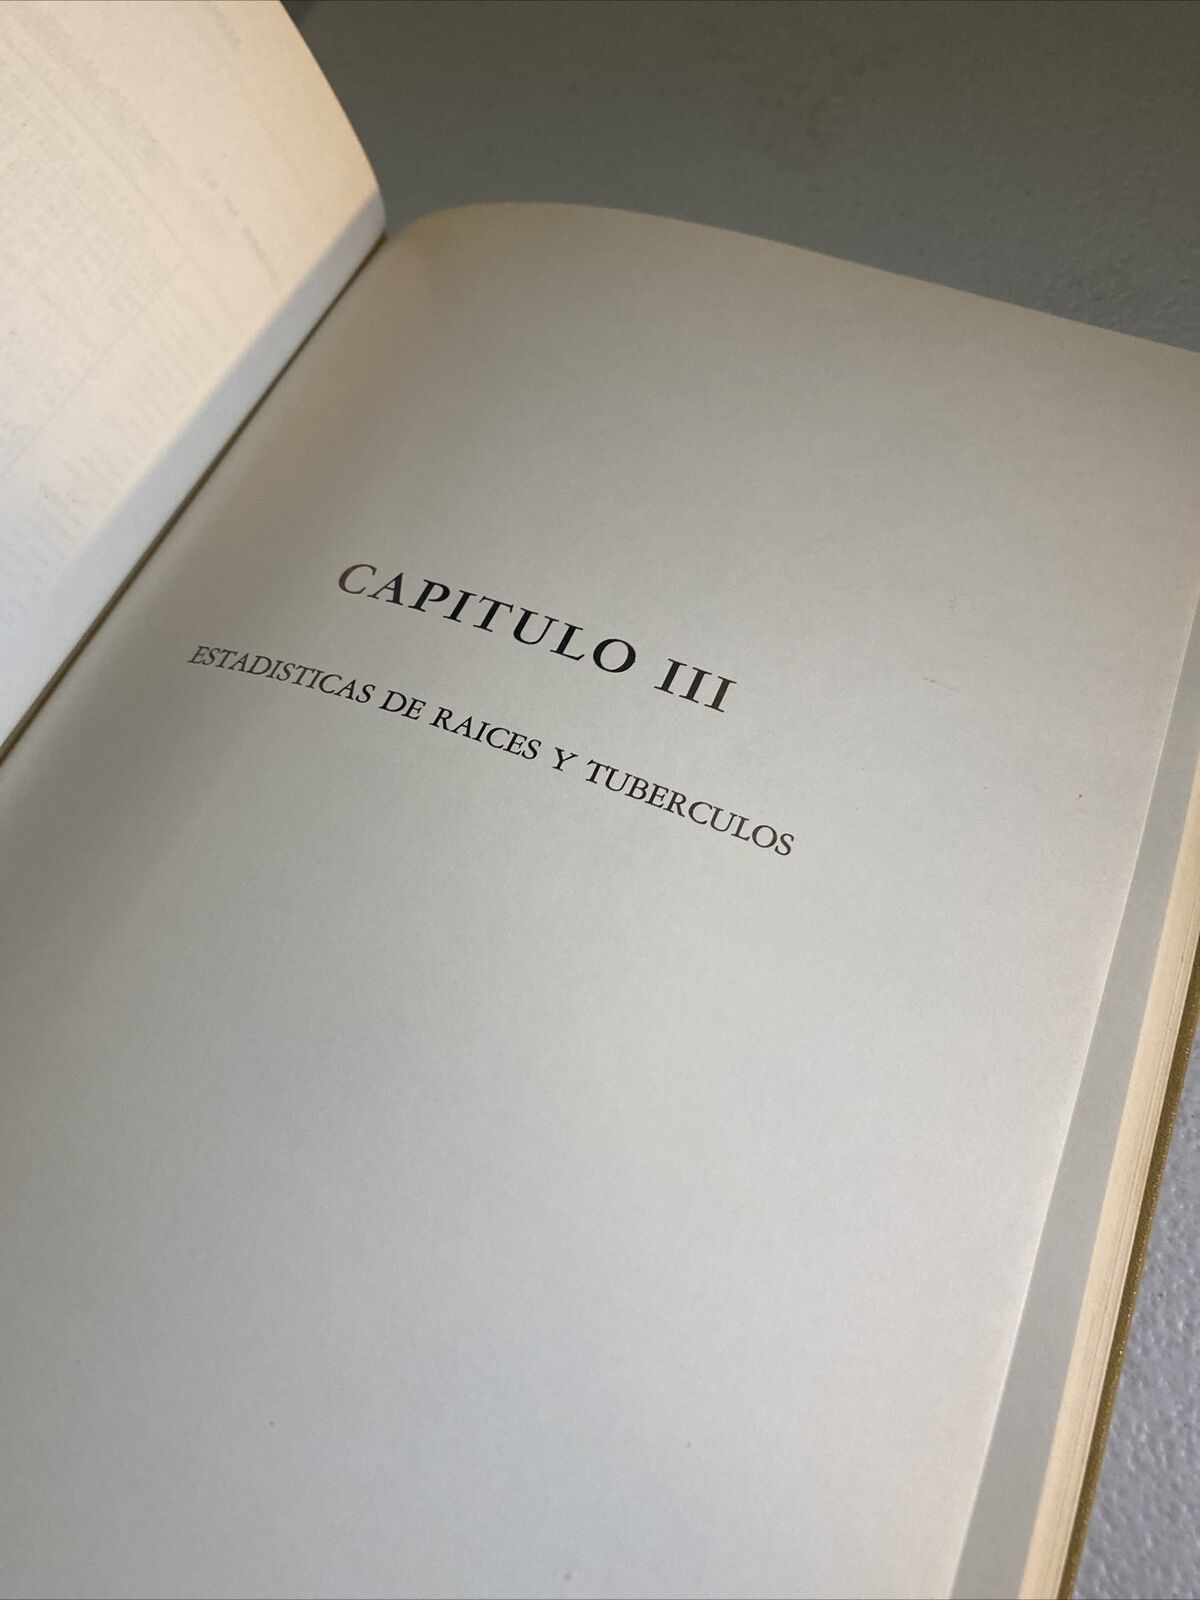 CAPITULO III
ESTADISTICAS DE RAICES Y TUBERCULOS